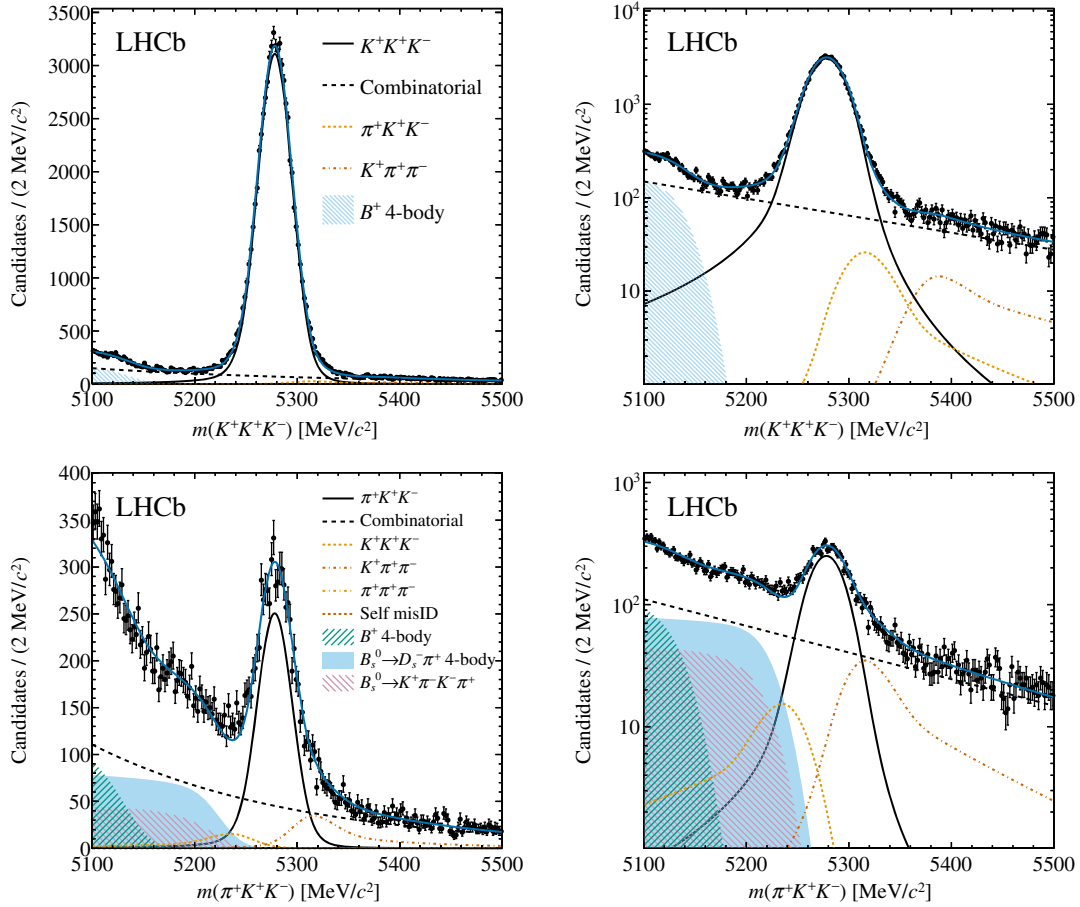 LHCb
K⁺K⁺K⁻
Combinatorial
π⁺K⁺K⁻
K⁺π⁺π⁻
B⁺ 4-body
Candidates / (2 MeV/c²)
3500
3000
2500
2000
1500
1000
500
0
5100 5200 5300 5400 5500
m(K⁺K⁺K⁻) [MeV/c²]
LHCb
Candidates / (2 MeV/c²)
10⁴
10³
10²
10
5100 5200 5300 5400 5500
m(K⁺K⁺K⁻) [MeV/c²]
LHCb
π⁺K⁺K⁻
Combinatorial
K⁺K⁺K⁻
K⁺π⁺π⁻
π⁺π⁺π⁻
Self misID
B⁺ 4-body
B⁰ₛ→D⁻ₛπ⁺ 4-body
B⁰ₛ→K⁺π⁻K⁻π⁺
Candidates / (2 MeV/c²)
400
350
300
250
200
150
100
50
0
5100 5200 5300 5400 5500
m(π⁺K⁺K⁻) [MeV/c²]
LHCb
Candidates / (2 MeV/c²)
10³
10²
10
5100 5200 5300 5400 5500
m(π⁺K⁺K⁻) [MeV/c²]